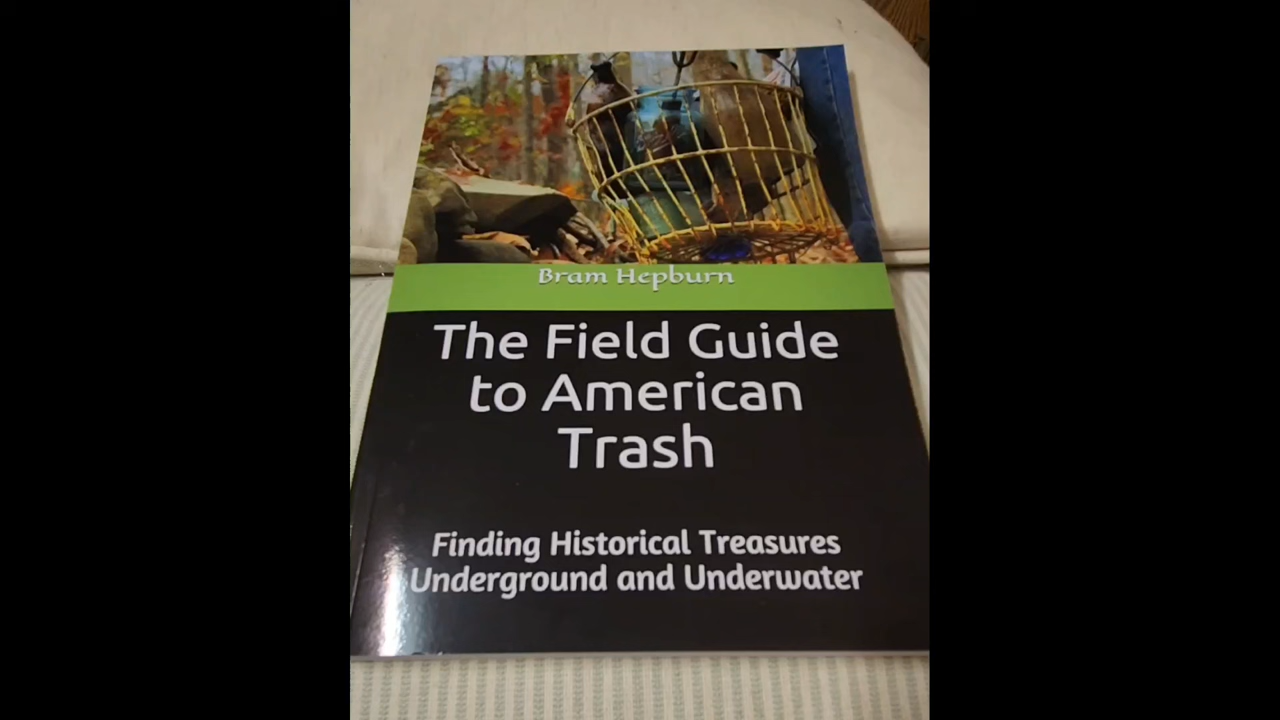 Bram Hepburn
The Field Guide
to American
Trash
Finding Historical Treasures
Underground and Underwater